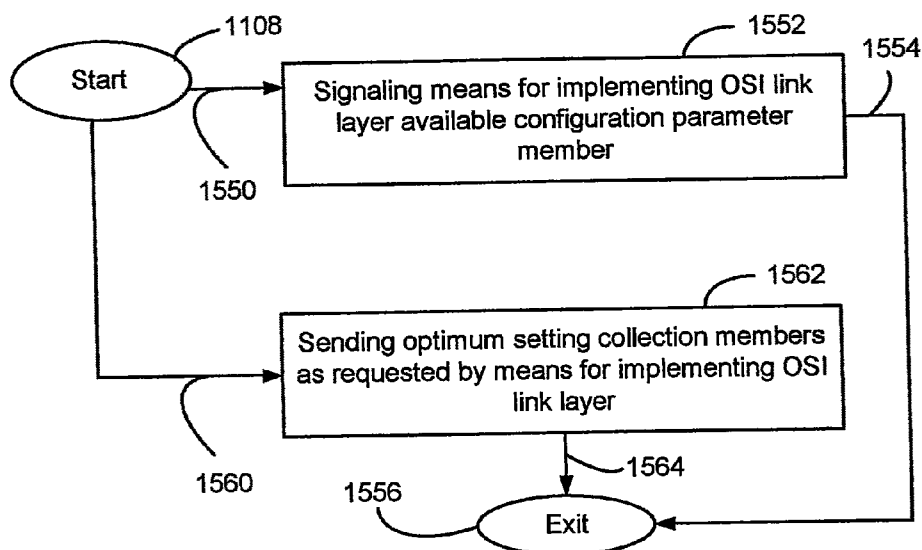 1108
Start
1550
1552
1554
Signaling means for implementing OSI link
layer available configuration parameter
member
1562
Sending optimum setting collection members
as requested by means for implementing OSI
link layer
1560
1564
1556
Exit